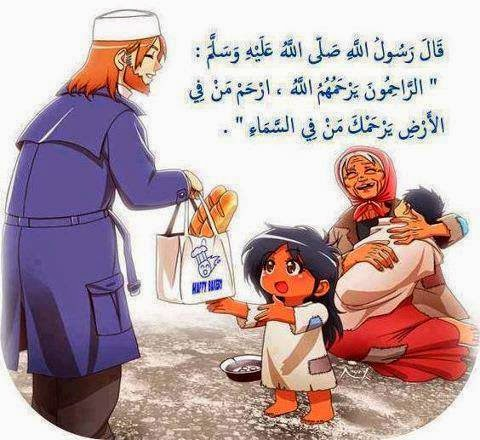 قَالَ رَسُولُ اللَّهِ صَلَّى اللَّهُ عَلَيْهِ وَسَلَّمَ :
" الرَّاحِمُونَ يَرْحَمُهُمُ اللَّهُ ، ارْحَمْ مَنْ فِي
الأَرْضِ يَرْحَمْكَ مَنْ فِي السَّمَاءِ " .
HAPPY BAKERY